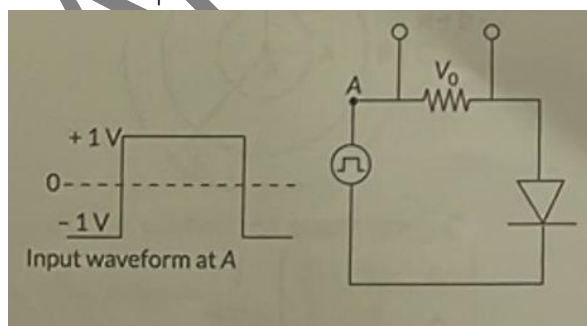 V₀
A
+ 1 V
0
– 1 V
Input waveform at A